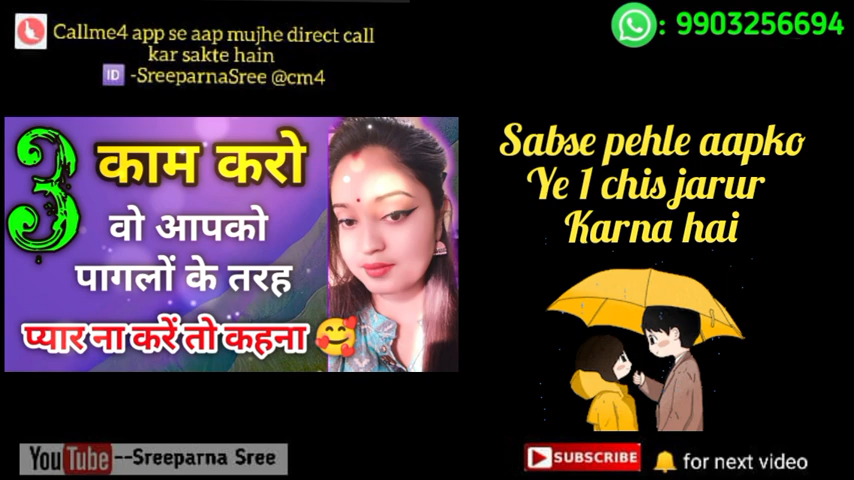 Callme4 app se aap mujhe direct call
kar sakte hain
ID -SreeparnaSree @cm4
: 9903256694
3 काम करो
वो आपको
पागलों के तरह
प्यार ना करें तो कहना
Sabse pehle aapko
Ye 1 chis jarur
Karna hai
YouTube--Sreeparna Sree
SUBSCRIBE
for next video